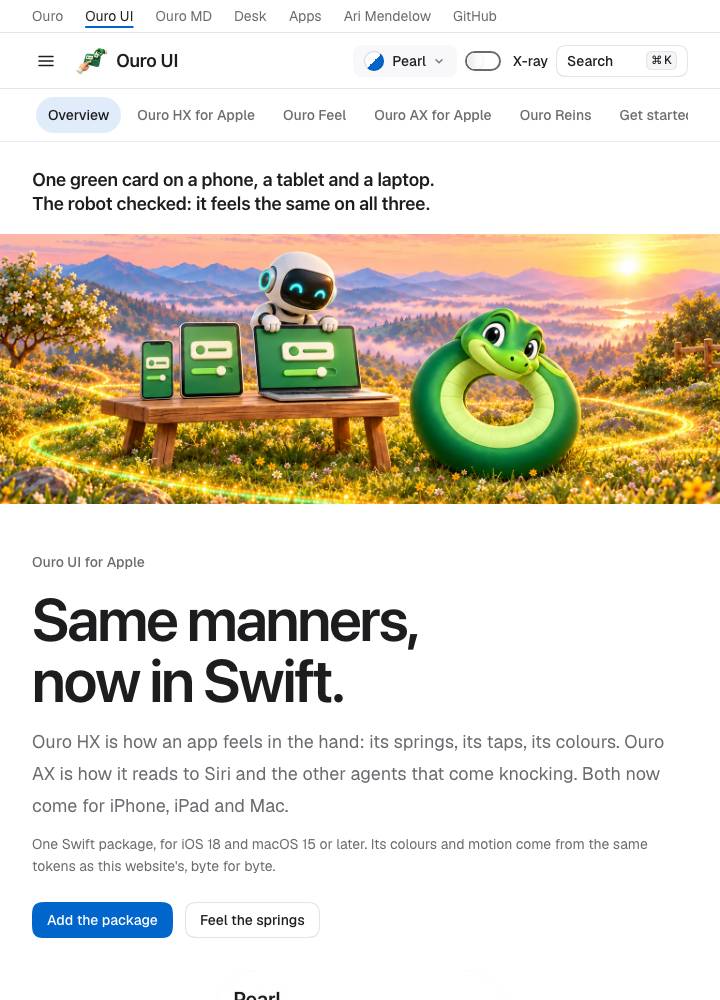 Ouro Ouro UI Ouro MD Desk Apps Ari Mendelow GitHub
Ouro UI Pearl X-ray Search ⌘ K
Overview Ouro HX for Apple Ouro Feel Ouro AX for Apple Ouro Reins Get started
One green card on a phone, a tablet and a laptop.
The robot checked: it feels the same on all three.
Ouro UI for Apple
Same manners,
now in Swift.
Ouro HX is how an app feels in the hand: its springs, its taps, its colours. Ouro
AX is how it reads to Siri and the other agents that come knocking. Both now
come for iPhone, iPad and Mac.
One Swift package, for iOS 18 and macOS 15 or later. Its colours and motion come from the same
tokens as this website's, byte for byte.
Add the package Feel the springs
Pearl